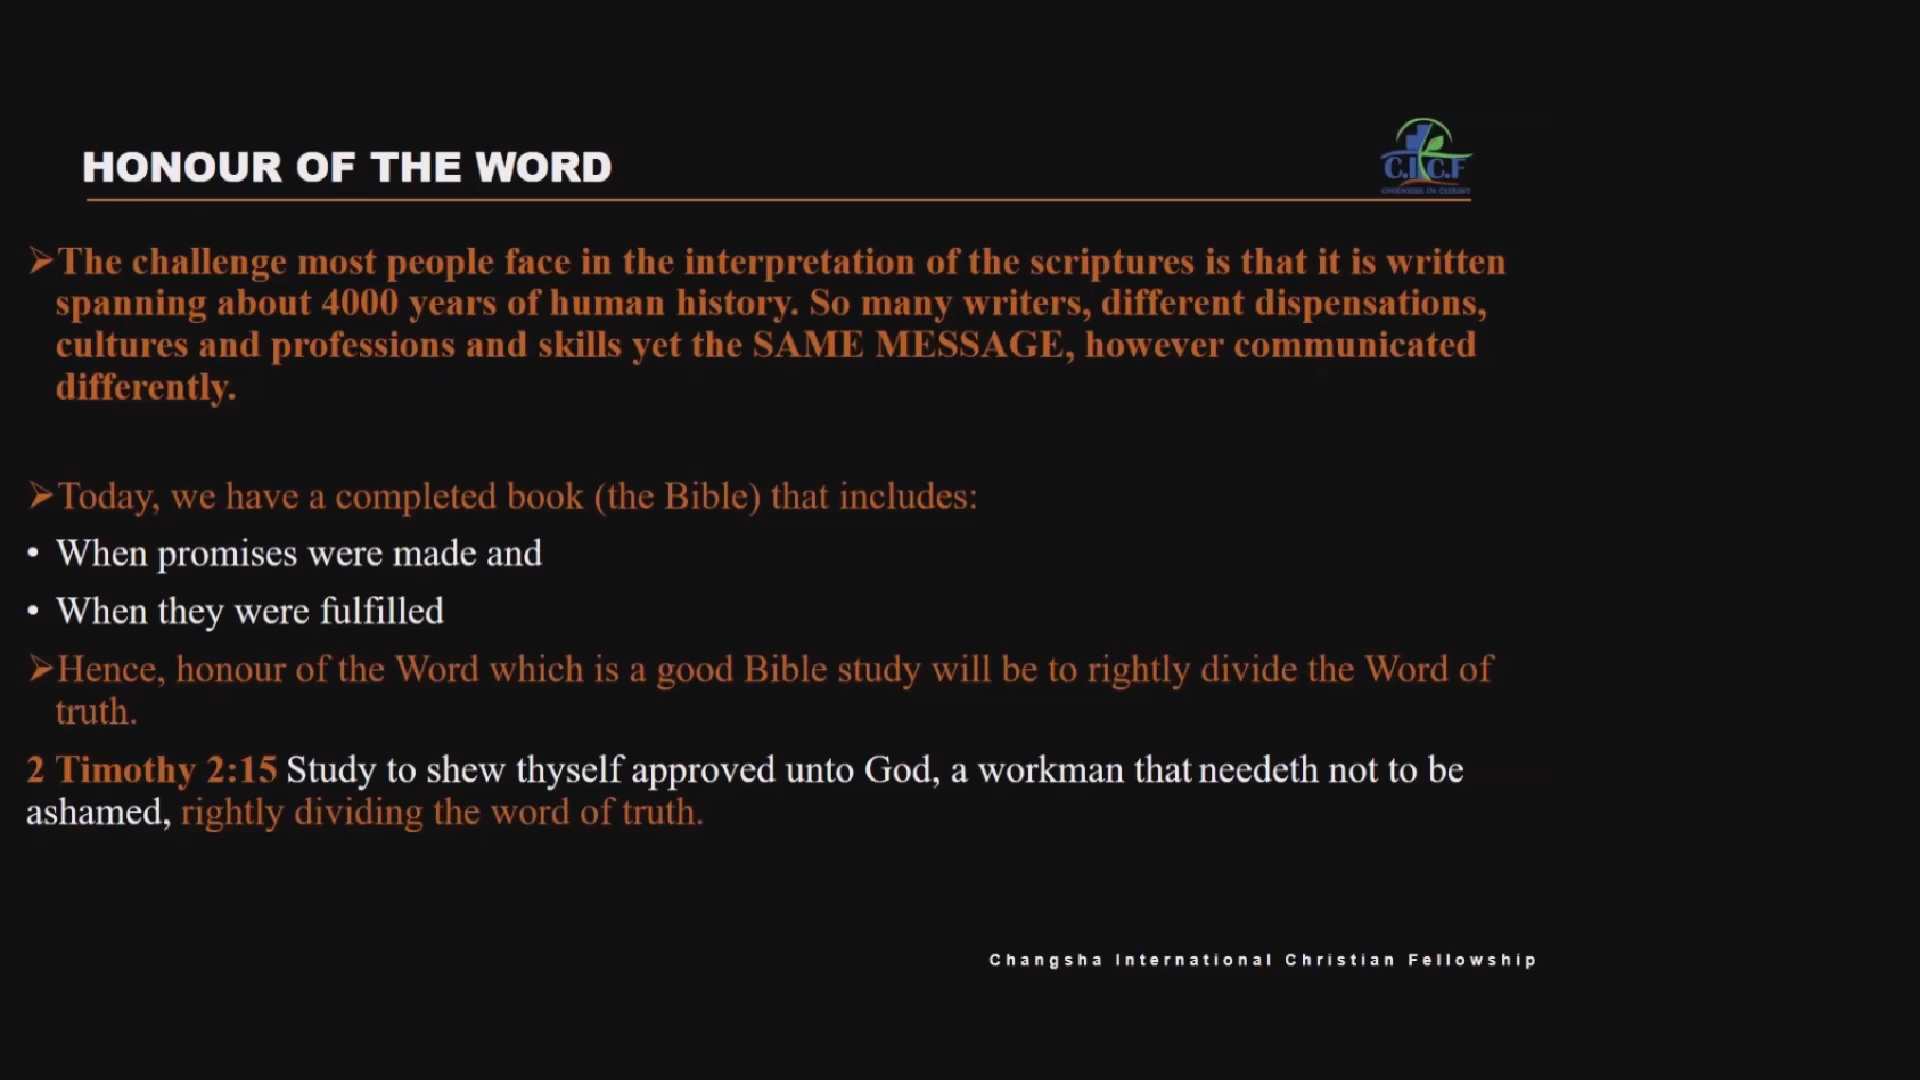 HONOUR OF THE WORD
C.I.C.F
➢The challenge most people face in the interpretation of the scriptures is that it is written
spanning about 4000 years of human history. So many writers, different dispensations,
cultures and professions and skills yet the SAME MESSAGE, however communicated
differently.
➢Today, we have a completed book (the Bible) that includes:
• When promises were made and
• When they were fulfilled
➢Hence, honour of the Word which is a good Bible study will be to rightly divide the Word of
truth.
2 Timothy 2:15 Study to shew thyself approved unto God, a workman that needeth not to be
ashamed, rightly dividing the word of truth.
Changsha International Christian Fellowship